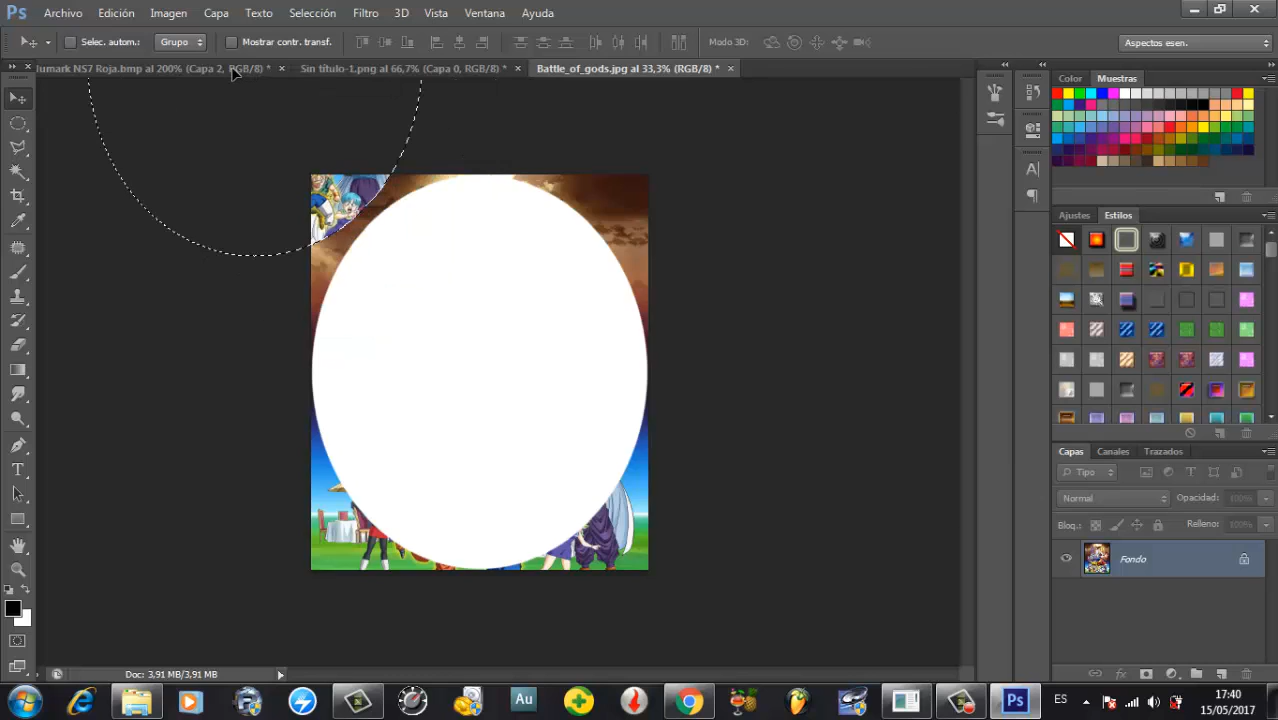 Ps Archivo Edición Imagen Capa Texto Selección Filtro 3D Vista Ventana Ayuda
Selec. autom.: Grupo Mostrar contr. transf. Modo 3D: Aspectos esen.
umark NS7 Roja.bmp al 200% (Capa 2, RGB/8) * × Sin título-1.png al 66,7% (Capa 0, RGB/8) * × Battle_of_gods.jpg al 33,3% (RGB/8) * ×
Color Muestras
Ajustes Estilos
Capas Canales Trazados
Tipo
Normal Opacidad: 100%
Bloq.: Relleno: 100%
Fondo
Doc: 3,91 MB/3,91 MB
Au Ps ES 17:40
15/05/2017